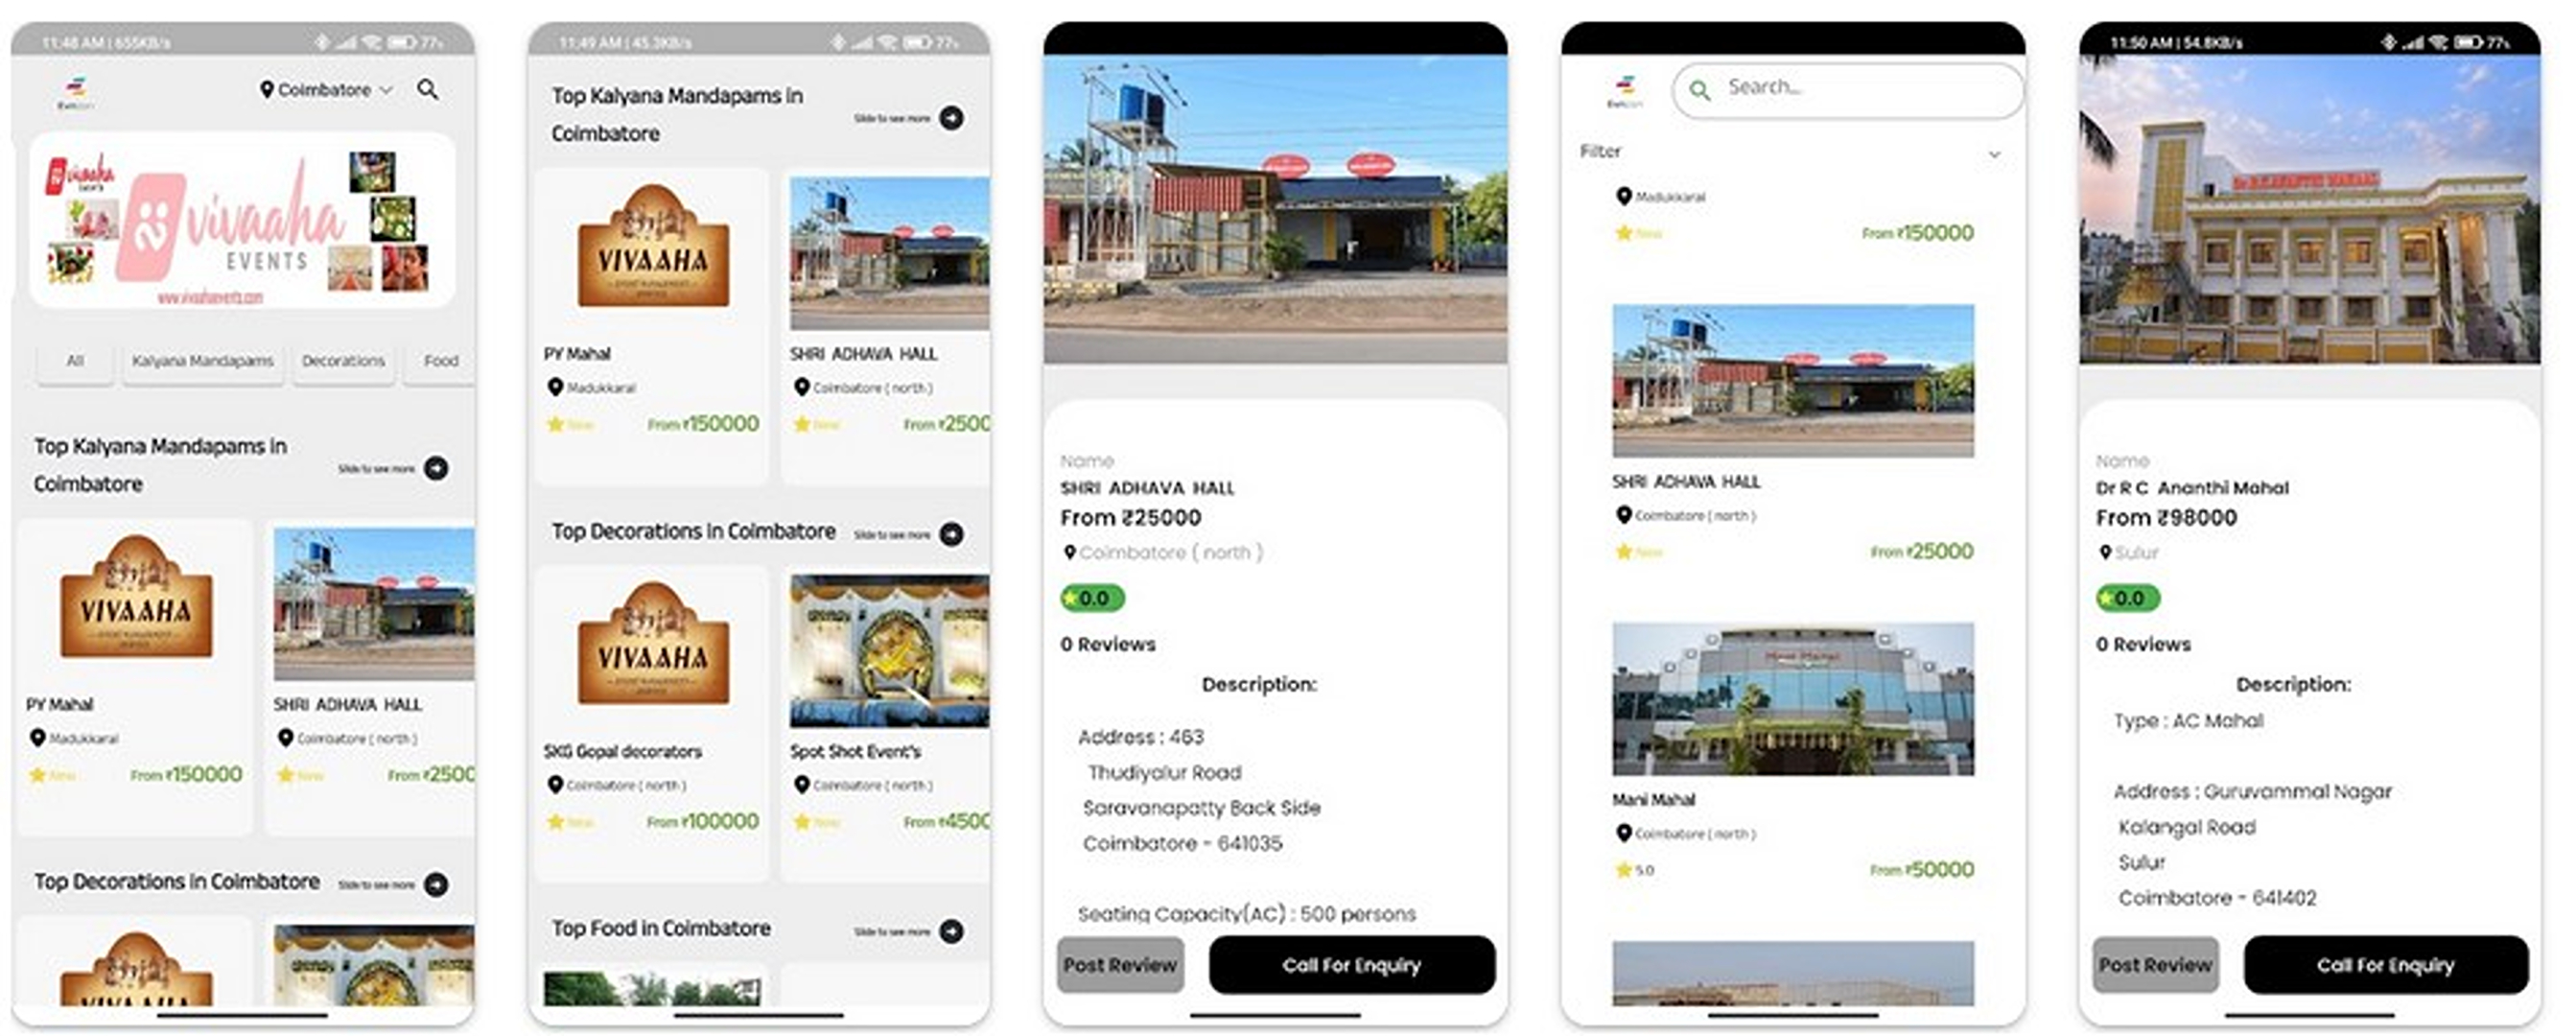 11:48 AM | 655KB/s
77%
Coimbatore
vivaaha
vivaaha
EVENTS
www.vivaahaevents.com
All
Kalyana Mandapams
Decorations
Food
Top Kalyana Mandapams in
Coimbatore
Slide to see more
VIVAAHA
PY Mahal
Madukkarai
New
From ₹150000
SHRI ADHAVA HALL
Coimbatore ( north )
New
From ₹2500
Top Decorations in Coimbatore
Slide to see more
VIVAAHA
11:49 AM | 45.3KB/s
77%
Top Kalyana Mandapams in
Coimbatore
Slide to see more
VIVAAHA
PY Mahal
Madukkarai
New
From ₹150000
SHRI ADHAVA HALL
Coimbatore ( north )
New
From ₹2500
Top Decorations in Coimbatore
Slide to see more
VIVAAHA
SKG Gopal decorators
Coimbatore ( north )
New
From ₹100000
Spot Shot Event's
Coimbatore ( north )
New
From ₹4500
Top Food in Coimbatore
Slide to see more
Name
SHRI ADHAVA HALL
From ₹25000
Coimbatore ( north )
0.0
0 Reviews
Description:
Address : 463
Thudiyalur Road
Saravanapatty Back Side
Coimbatore - 641035
Seating Capacity(AC) : 500 persons
Post Review
Call For Enquiry
Search...
Filter
Madukkarai
New
From ₹150000
SHRI ADHAVA HALL
Coimbatore ( north )
New
From ₹25000
Mani Mahal
Mani Mahal
Coimbatore ( north )
5.0
From ₹50000
11:50 AM | 54.8KB/s
77%
Name
Dr R C Ananthi Mahal
From ₹98000
Sulur
0.0
0 Reviews
Description:
Type : AC Mahal
Address : Guruvammal Nagar
Kalangal Road
Sulur
Coimbatore - 641402
Post Review
Call For Enquiry